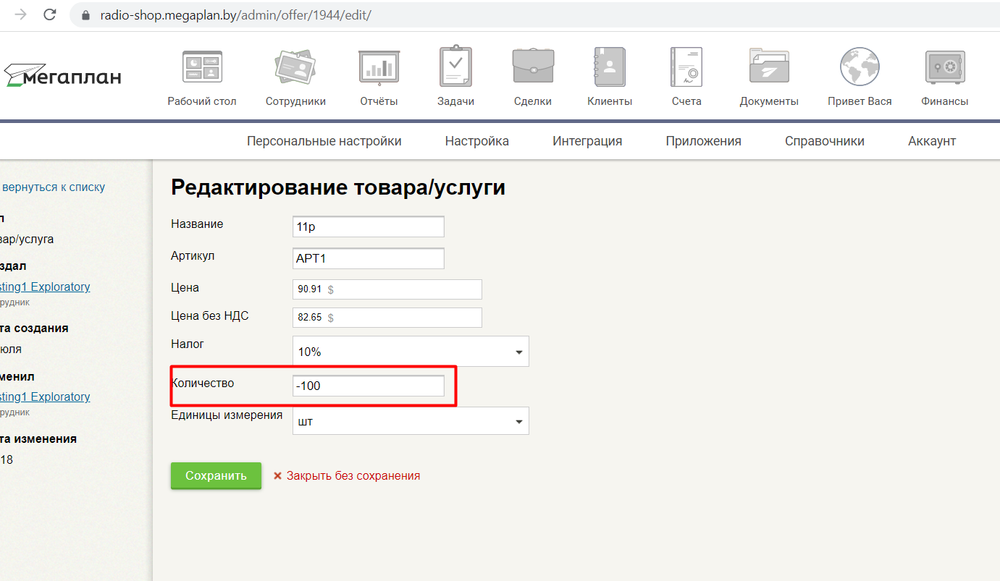 radio-shop.megaplan.by/admin/offer/1944/edit/
мегаплан
Рабочий стол
Сотрудники
Отчёты
Задачи
Сделки
Клиенты
Счета
Документы
Привет Вася
Финансы
Персональные настройки
Настройка
Интеграция
Приложения
Справочники
Аккаунт
вернуться к списку
п
вар/услуга
здал
sting1 Exploratory
рудник
та создания
юля
менил
sting1 Exploratory
рудник
та изменения
18
Редактирование товара/услуги
Название 11р
Артикул АРТ1
Цена 90.91 $
Цена без НДС 82.65 $
Налог 10%
Количество -100
Единицы измерения шт
Сохранить
Закрыть без сохранения